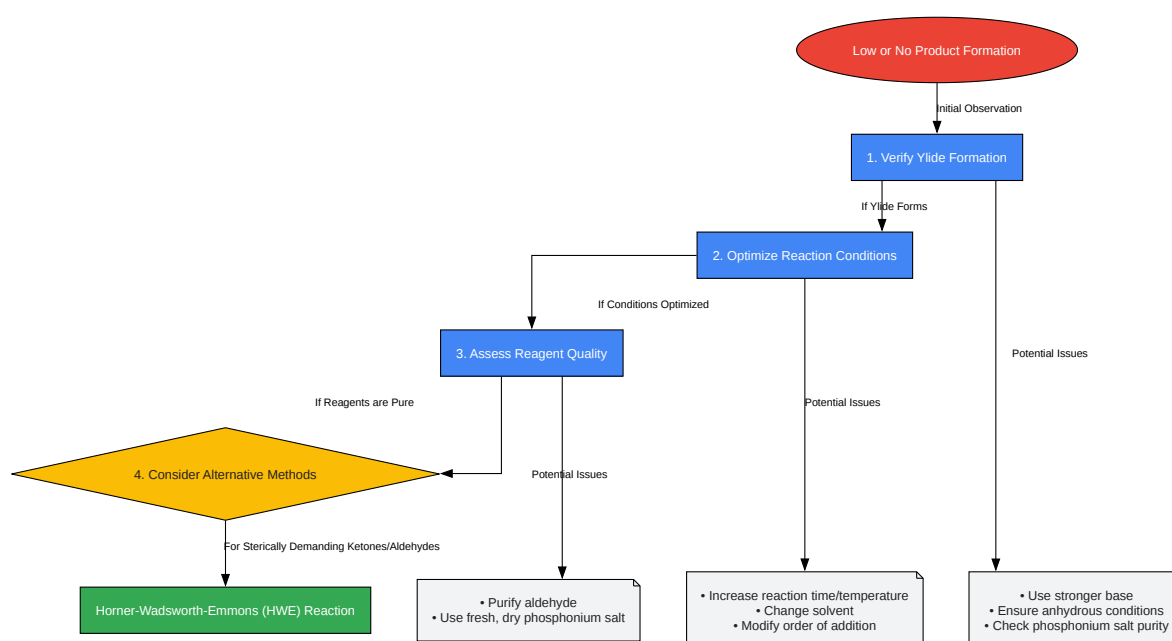 Low or No Product Formation
Initial Observation
1. Verify Ylide Formation
If Ylide Forms
2. Optimize Reaction Conditions
If Conditions Optimized
3. Assess Reagent Quality
Potential Issues
If Reagents are Pure
Potential Issues
4. Consider Alternative Methods
Potential Issues
For Sterically Demanding Ketones/Aldehydes
Horner-Wadsworth-Emmons (HWE) Reaction
• Purify aldehyde
• Use fresh, dry phosphonium salt
• Increase reaction time/temperature
• Change solvent
• Modify order of addition
• Use stronger base
• Ensure anhydrous conditions
• Check phosphonium salt purity